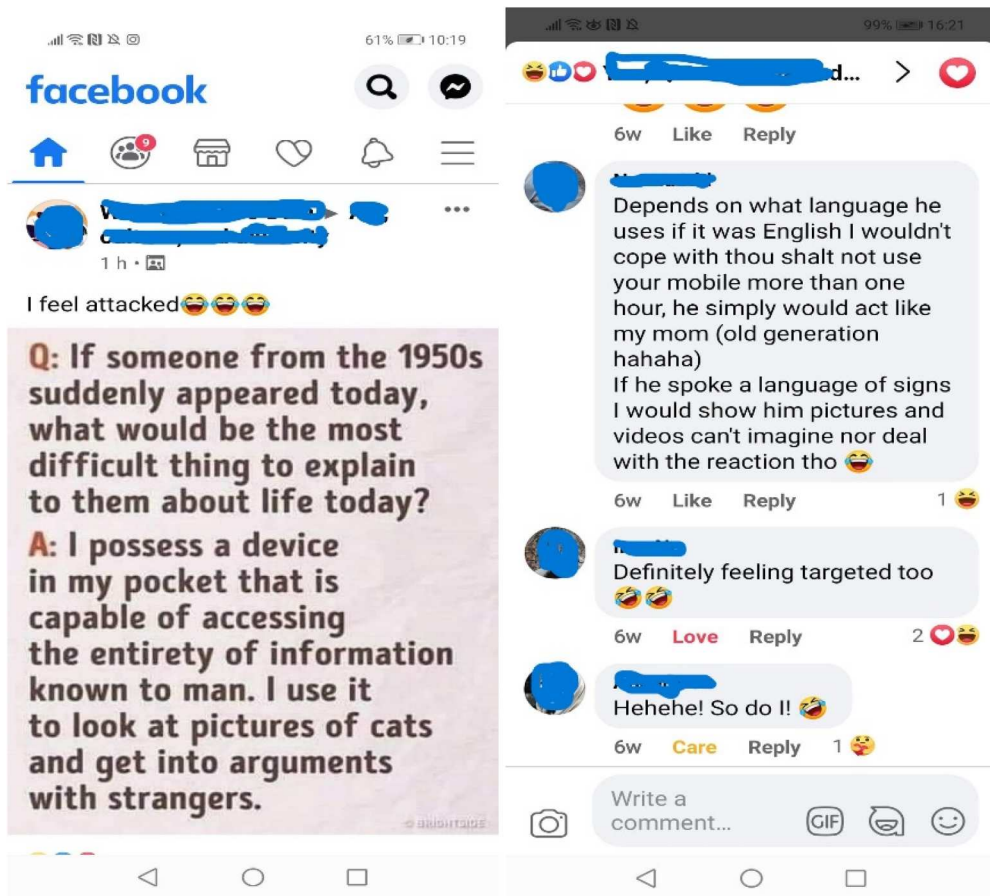 61% 10:19
facebook
9
1 h
I feel attacked😂😂😂
Q: If someone from the 1950s
suddenly appeared today,
what would be the most
difficult thing to explain
to them about life today?
A: I possess a device
in my pocket that is
capable of accessing
the entirety of information
known to man. I use it
to look at pictures of cats
and get into arguments
with strangers.
© BRIGHTSIDE
99% 16:21
d...
6w Like Reply
Depends on what language he
uses if it was English I wouldn't
cope with thou shalt not use
your mobile more than one
hour, he simply would act like
my mom (old generation
hahaha)
If he spoke a language of signs
I would show him pictures and
videos can't imagine nor deal
with the reaction tho 😂
6w Like Reply 1
Definitely feeling targeted too
🤣🤣
6w Love Reply 2
Hehehe! So do I! 🤣
6w Care Reply 1
Write a
comment...
GIF